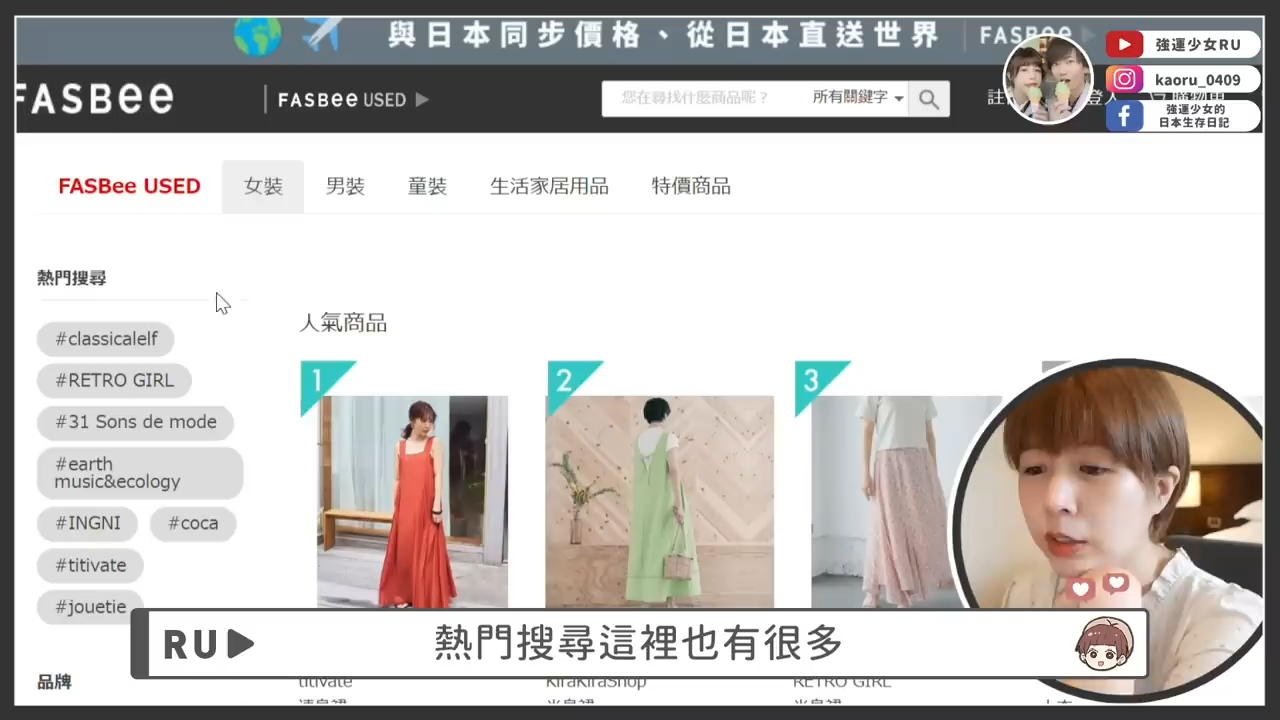 與日本同步價格、從日本直送世界
FASBEE
FASBEE
FASBEE USED
您在尋找什麼商品呢？
所有關鍵字
強運少女RU
kaoru_0409
強運少女的
日本生存日記
FASBee USED
女裝
男裝
童裝
生活家居用品
特價商品
熱門搜尋
#classicalelf
#RETRO GIRL
#31 Sons de mode
#earth
music&ecology
#INGNI
#coca
#titivate
#jouetie
品牌
人氣商品
1
2
3
titivate
KiraKiraShop
RETRO GIRL
RU
熱門搜尋這裡也有很多